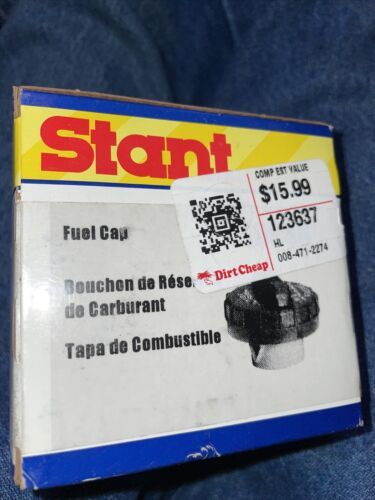 Stant
COMP EST VALUE
$15.99
123637
HL
008-471-2274
Dirt Cheap
Fuel Cap
Bouchon de Rése
de Carburant
Tapa de Combustible